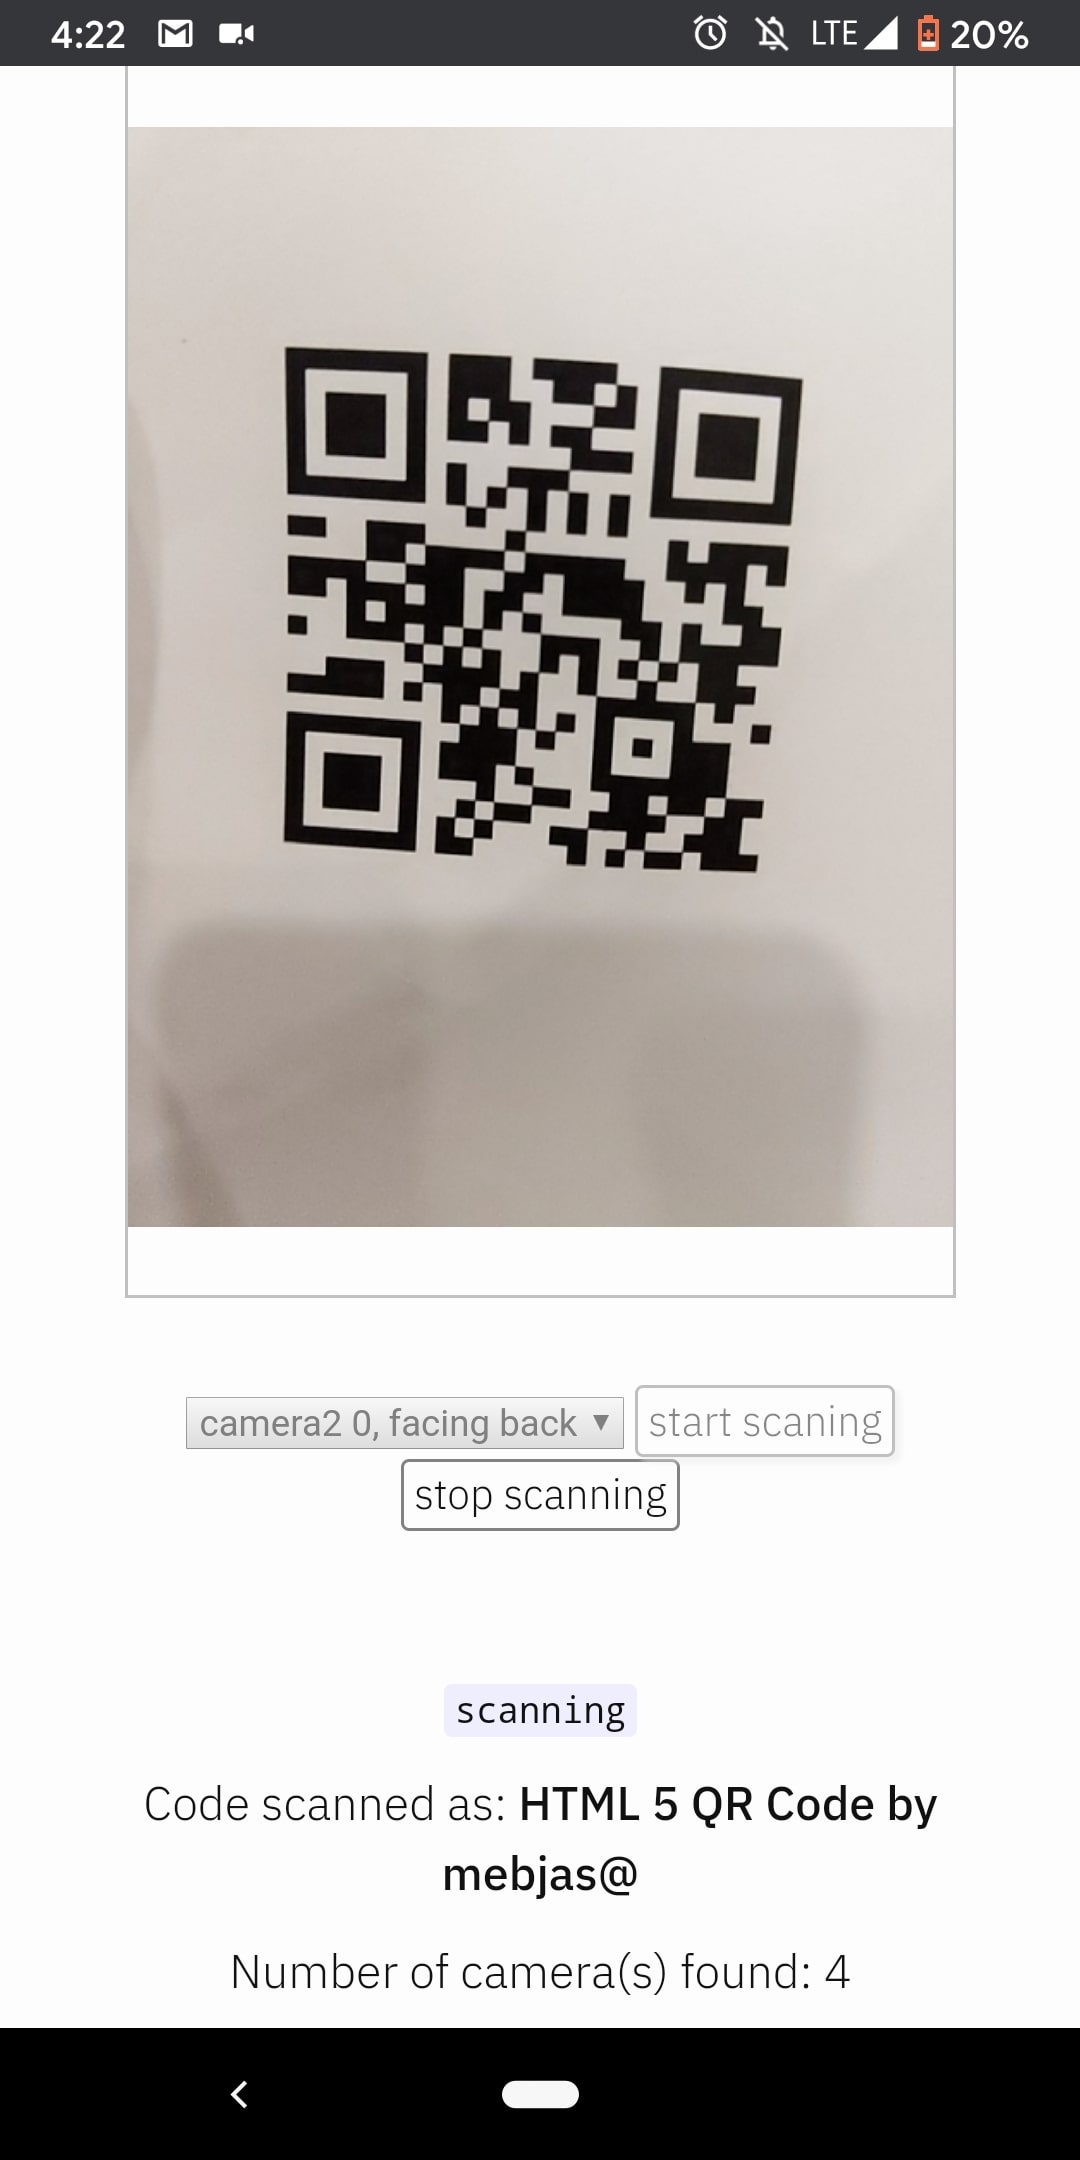 4:22 LTE 20%
camera2 0, facing back start scaning
stop scanning
scanning
Code scanned as: HTML 5 QR Code by
mebjas@
Number of camera(s) found: 4